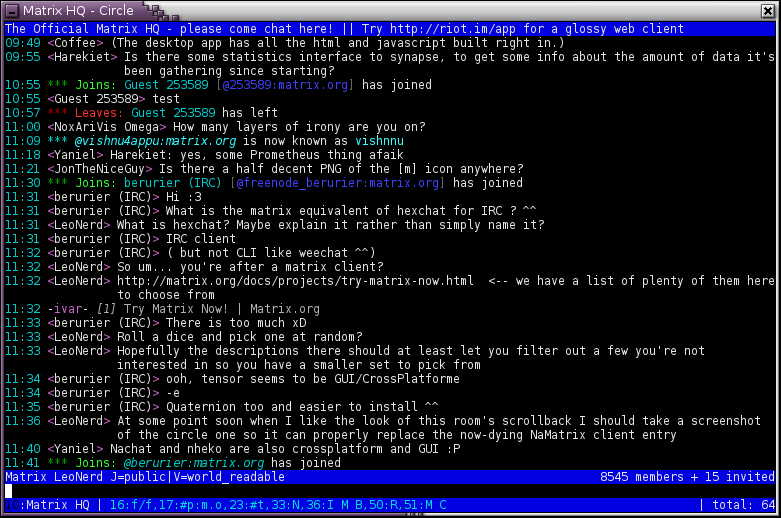 Matrix HQ - Circle
The Official Matrix HQ - please come chat here! || Try http://riot.im/app for a glossy web client
09:49 <Coffee> (The desktop app has all the html and javascript built right in.)
09:55 <Harekiet> Is there some statistics interface to synapse, to get some info about the amount of data it's
been gathering since starting?
10:55 *** Joins: Guest 253589 [@253589:matrix.org] has joined
10:55 <Guest 253589> test
10:57 *** Leaves: Guest 253589 has left
11:00 <NoxAriVis Omega> How many layers of irony are you on?
11:09 *** @vishnu4appu:matrix.org is now known as vishnnu
11:18 <Yaniel> Harekiet: yes, some Prometheus thing afaik
11:21 <JonTheNiceGuy> Is there a half decent PNG of the [m] icon anywhere?
11:30 *** Joins: berurier (IRC) [@freenode_berurier:matrix.org] has joined
11:31 <berurier (IRC)> Hi :3
11:31 <berurier (IRC)> What is the matrix equivalent of hexchat for IRC ? ^^
11:31 <LeoNerd> What is hexchat? Maybe explain it rather than simply name it?
11:31 <berurier (IRC)> IRC client
11:32 <berurier (IRC)> ( but not CLI like weechat ^^)
11:32 <LeoNerd> So um... you're after a matrix client?
11:32 <LeoNerd> http://matrix.org/docs/projects/try-matrix-now.html  <-- we have a list of plenty of them here
to choose from
11:32 -ivar- [1] Try Matrix Now! | Matrix.org
11:33 <berurier (IRC)> There is too much xD
11:33 <LeoNerd> Roll a dice and pick one at random?
11:33 <LeoNerd> Hopefully the descriptions there should at least let you filter out a few you're not
interested in so you have a smaller set to pick from
11:34 <berurier (IRC)> ooh, tensor seems to be GUI/CrossPlatforme
11:34 <berurier (IRC)> -e
11:35 <berurier (IRC)> Quaternion too and easier to install ^^
11:36 <LeoNerd> At some point soon when I like the look of this room's scrollback I should take a screenshot
of the circle one so it can properly replace the now-dying NaMatrix client entry
11:40 <Yaniel> Nachat and nheko are also crossplatform and GUI :P
11:41 *** Joins: @berurier:matrix.org has joined
Matrix LeoNerd J=public|V=world_readable 8545 members + 15 invited
13:Matrix HQ | 16:f/f,17:#p:m.o,23:#t,33:N,36:I M B,50:R,51:M C | total: 64